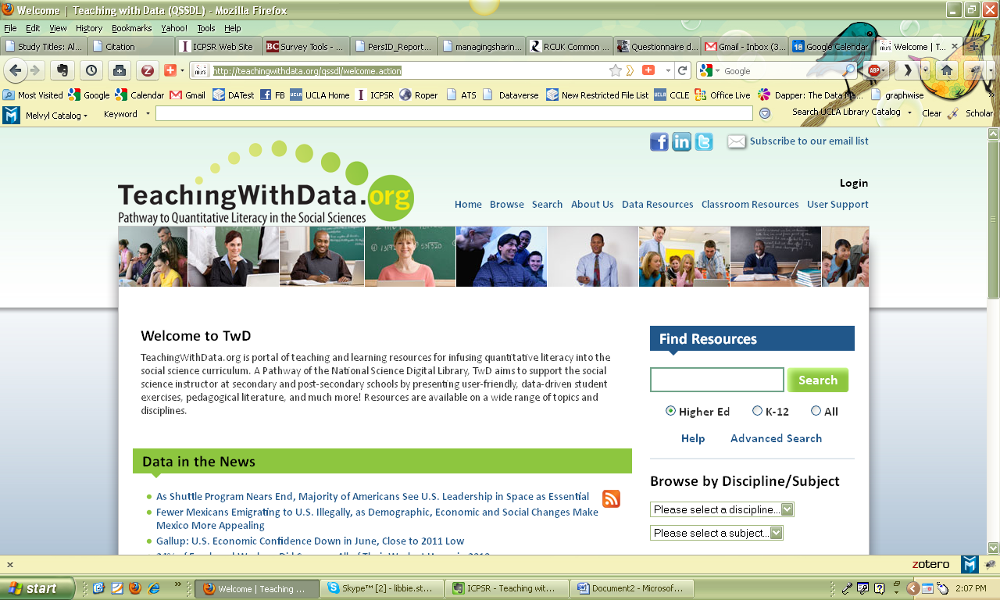 Welcome | Teaching with Data (QSSDL) - Mozilla Firefox
File Edit View History Bookmarks Yahoo! Tools Help
Study Titles: Al... Citation ICPSR Web Site BC Survey Tools - ... PersID_Report... managingsharin... R RCUK Common ... Questionnaire d... Gmail - Inbox (3... 18 Google Calendar Welcome | T...
http://teachingwithdata.org/qssdl/welcome.action Google ABP
Most Visited Google Calendar Gmail DATest FB UCLA Home ICPSR Roper ATS Dataverse New Restricted File List CCLE Office Live Dapper: The Data Ma... graphwise
Melvyl Catalog Keyword Search UCLA Library Catalog Clear Scholar
Subscribe to our email list
Login
TeachingWithData.org
Pathway to Quantitative Literacy in the Social Sciences
Home Browse Search About Us Data Resources Classroom Resources User Support
Welcome to TwD
TeachingWithData.org is portal of teaching and learning resources for infusing quantitative literacy into the
social science curriculum. A Pathway of the National Science Digital Library, TwD aims to support the social
science instructor at secondary and post-secondary schools by presenting user-friendly, data-driven student
exercises, pedagogical literature, and much more! Resources are available on a wide range of topics and
disciplines.
Find Resources
Search
Higher Ed K-12 All
Help Advanced Search
Data in the News
As Shuttle Program Nears End, Majority of Americans See U.S. Leadership in Space as Essential
Fewer Mexicans Emigrating to U.S. Illegally, as Demographic, Economic and Social Changes Make
Mexico More Appealing
Gallup: U.S. Economic Confidence Down in June, Close to 2011 Low
Browse by Discipline/Subject
Please select a discipline...
Please select a subject...
x zotero
start Welcome | Teaching ... Skype™ [2] - libbie.st... ICPSR - Teaching wit... Document2 - Microsof... 2:07 PM